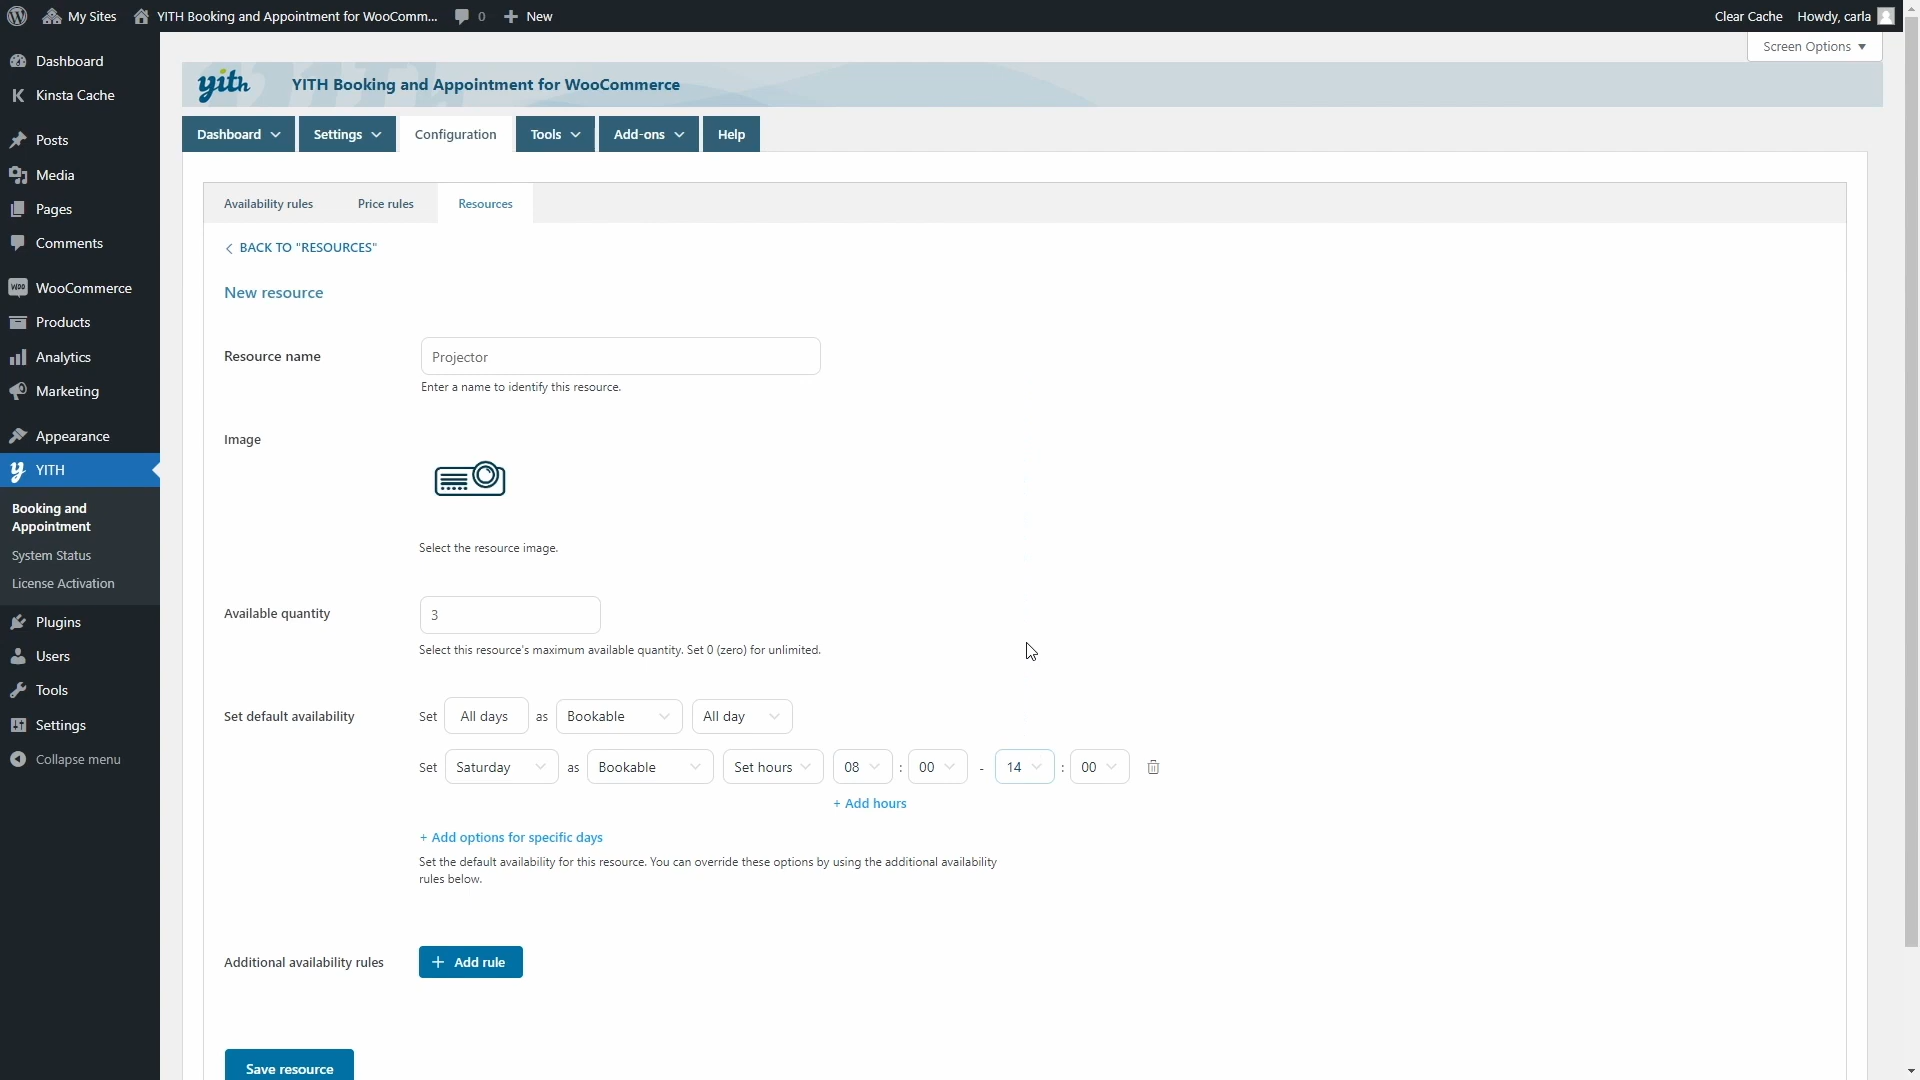 My Sites YITH Booking and Appointment for WooComm... 0 New Clear Cache Howdy, carla
Screen Options
yith YITH Booking and Appointment for WooCommerce
Dashboard Settings Configuration Tools Add-ons Help
Dashboard
Kinsta Cache
Posts
Media
Pages
Comments
WooCommerce
Products
Analytics
Marketing
Appearance
YITH
Booking and
Appointment
System Status
License Activation
Plugins
Users
Tools
Settings
Collapse menu
Availability rules Price rules Resources
BACK TO "RESOURCES"
New resource
Resource name Projector
Enter a name to identify this resource.
Image
Select the resource image.
Available quantity 3
Select this resource's maximum available quantity. Set 0 (zero) for unlimited.
Set default availability Set All days as Bookable All day
Set Saturday as Bookable Set hours 08 : 00 - 14 : 00
+ Add hours
+ Add options for specific days
Set the default availability for this resource. You can override these options by using the additional availability
rules below.
Additional availability rules + Add rule
Save resource